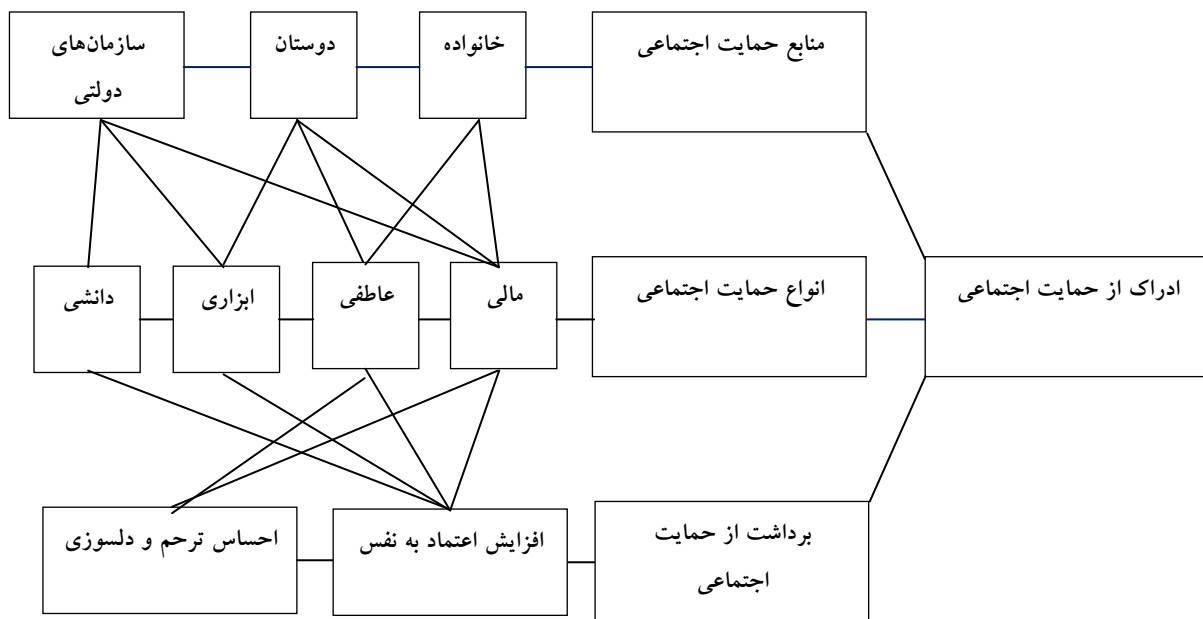 منابع حمایت اجتماعی
خانواده
دوستان
سازمان‌های
دولتی
ادراک از حمایت اجتماعی
انواع حمایت اجتماعی
مالی
عاطفی
ابزاری
دانشی
برداشت از حمایت
اجتماعی
افزایش اعتماد به نفس
احساس ترحم و دلسوزی